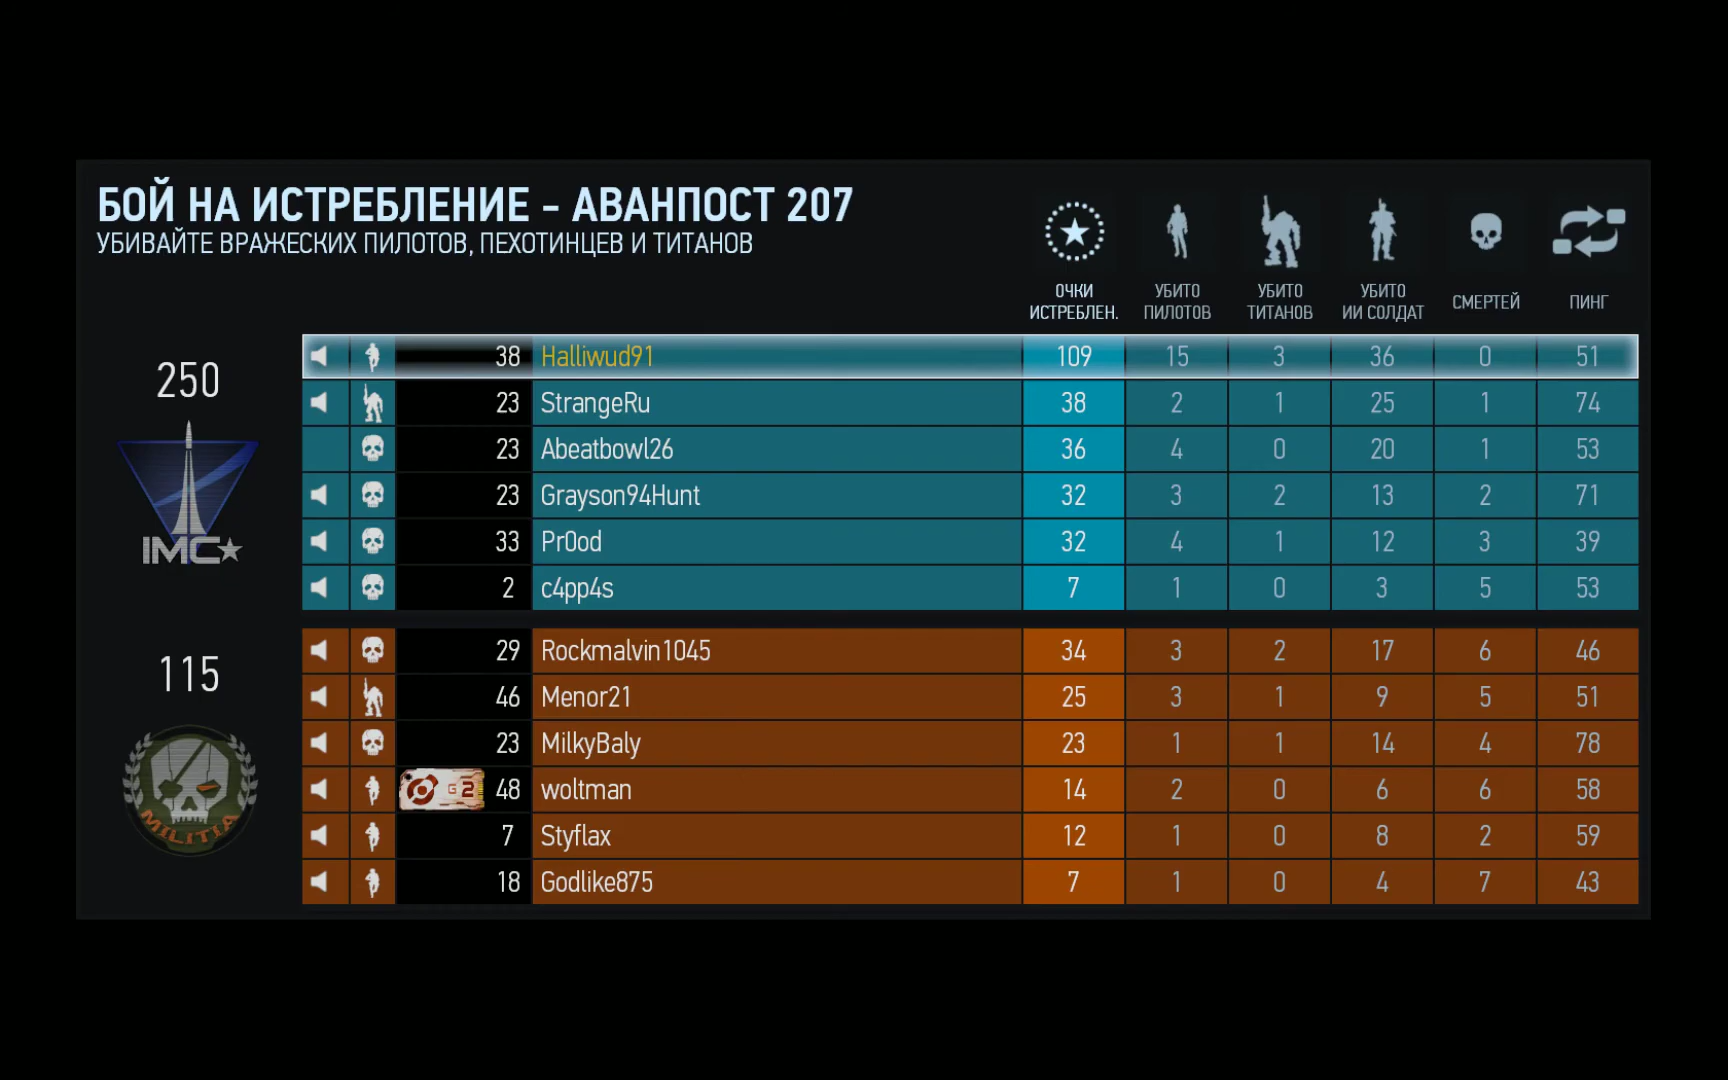 БОЙ НА ИСТРЕБЛЕНИЕ - АВАНПОСТ 207
УБИВАЙТЕ ВРАЖЕСКИХ ПИЛОТОВ, ПЕХОТИНЦЕВ И ТИТАНОВ
ОЧКИ ИСТРЕБЛЕН. УБИТО ПИЛОТОВ УБИТО ТИТАНОВ УБИТО ИИ СОЛДАТ СМЕРТЕЙ ПИНГ
250
IMC
38 Halliwud91 109 15 3 36 0 51
23 StrangeRu 38 2 1 25 1 74
23 Abeatbowl26 36 4 0 20 1 53
23 Grayson94Hunt 32 3 2 13 2 71
33 Pr0od 32 4 1 12 3 39
2 c4pp4s 7 1 0 3 5 53
115
MILITIA
29 Rockmalvin1045 34 3 2 17 6 46
46 Menor21 25 3 1 9 5 51
23 MilkyBaly 23 1 1 14 4 78
G2 48 woltman 14 2 0 6 6 58
7 Styflax 12 1 0 8 2 59
18 Godlike875 7 1 0 4 7 43